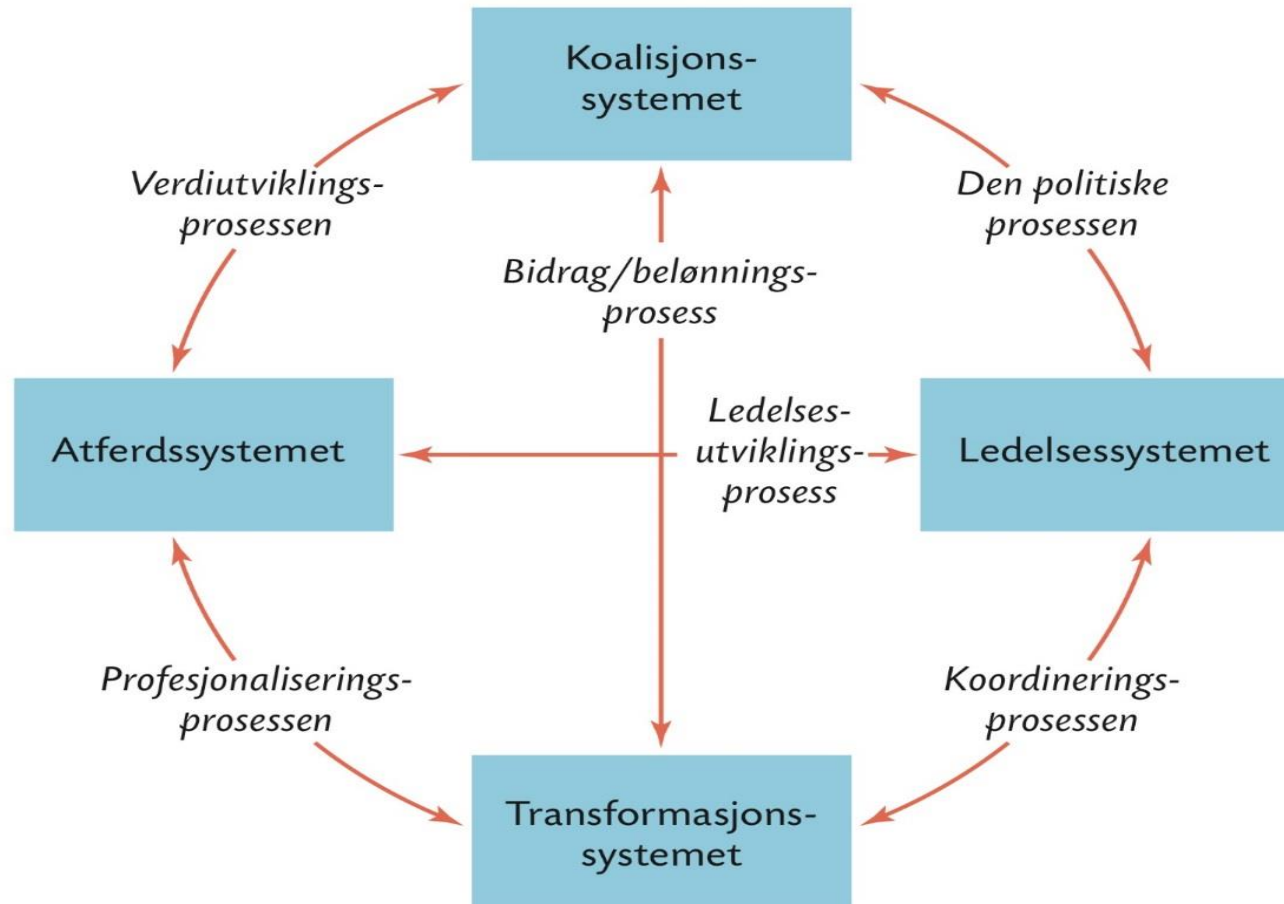 Koalisjons-
systemet
Verdiutviklings-
prosessen
Den politiske
prosessen
Bidrag/belønnings-
prosess
Atferdssystemet
Ledelses-
utviklings-
prosess
Ledelsessystemet
Profesjonaliserings-
prosessen
Koordinerings-
prosessen
Transformasjons-
systemet